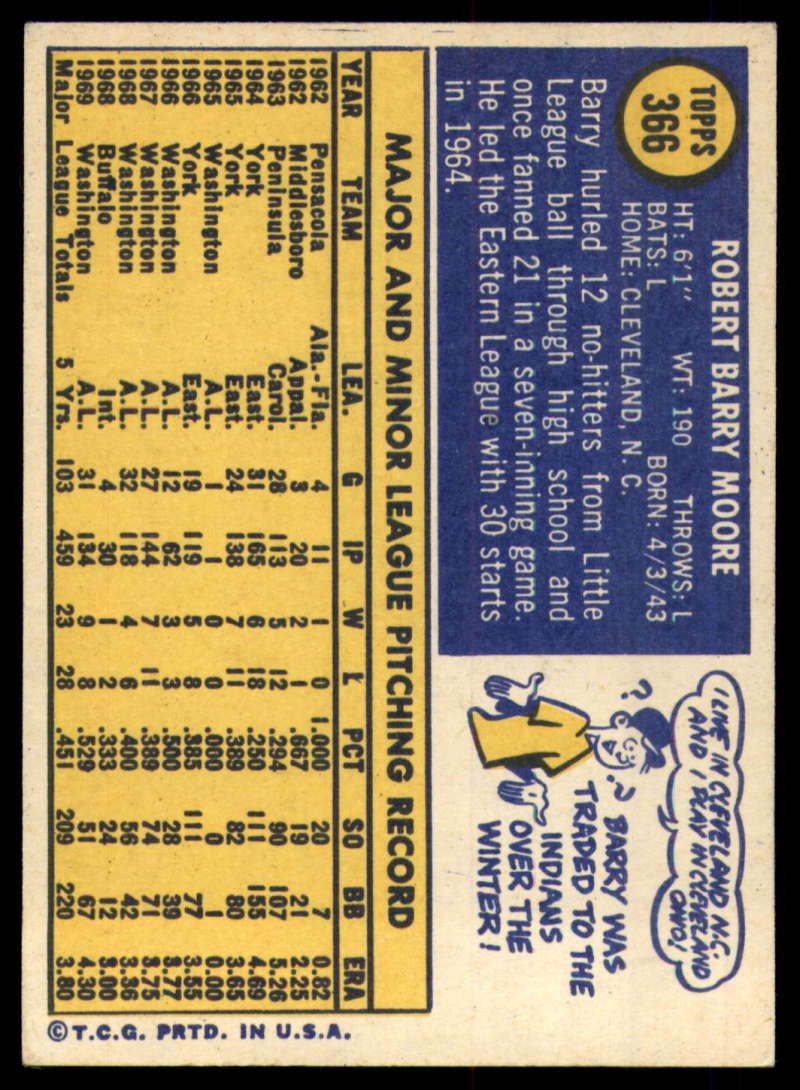 TOPPS
366
ROBERT BARRY MOORE
HT: 6'1" WT: 190 THROWS: L
BATS: L BORN: 4/3/43
HOME: CLEVELAND, N. C.
Barry hurled 12 no-hitters from Little
League ball through high school and
once fanned 21 in a seven-inning game.
He led the Eastern League with 30 starts
in 1964.
I LIVE IN CLEVELAND N.C.
AND I PLAY IN CLEVELAND
OHIO!
?
?
BARRY WAS
TRADED TO THE
INDIANS
OVER THE
WINTER!
MAJOR AND MINOR LEAGUE PITCHING RECORD
YEAR TEAM LEA. G IP W L PCT SO BB ERA
1962 Pensacola Ala.-Fla. 4 11 1 0 1.000 20 7 0.82
1962 Middlesboro Appal. 3 20 2 1 .667 19 21 2.25
1963 Peninsula Carol. 28 113 5 12 .294 90 107 5.26
1964 York East. 31 165 6 18 .250 111 155 4.69
1965 York East. 24 138 7 11 .389 82 80 3.65
1965 Washington A.L. 1 1 0 0 .000 0 1 0.00
1966 York East. 19 119 5 8 .385 111 77 3.55
1966 Washington A.L. 12 62 3 3 .500 28 39 3.77
1967 Washington A.L. 27 144 7 11 .389 74 71 3.75
1968 Washington A.L. 32 118 4 6 .400 56 42 3.36
1968 Buffalo Int. 4 30 1 2 .333 24 12 3.00
1969 Washington A.L. 31 134 9 8 .529 51 67 4.30
Major League Totals 5 Yrs. 103 459 23 28 .451 209 220 3.80
© T.C.G. PRTD. IN U.S.A.